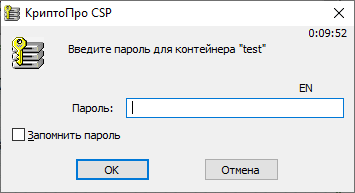 КриптоПро CSP
0:09:52
Введите пароль для контейнера "test"
EN
Пароль:
Запомнить пароль
OK
Отмена